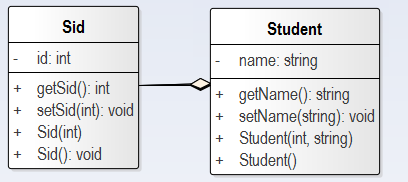 Sid
- id: int
+ getSid(): int
+ setSid(int): void
+ Sid(int)
+ Sid(): void
Student
- name: string
+ getName(): string
+ setName(string): void
+ Student(int, string)
+ Student()